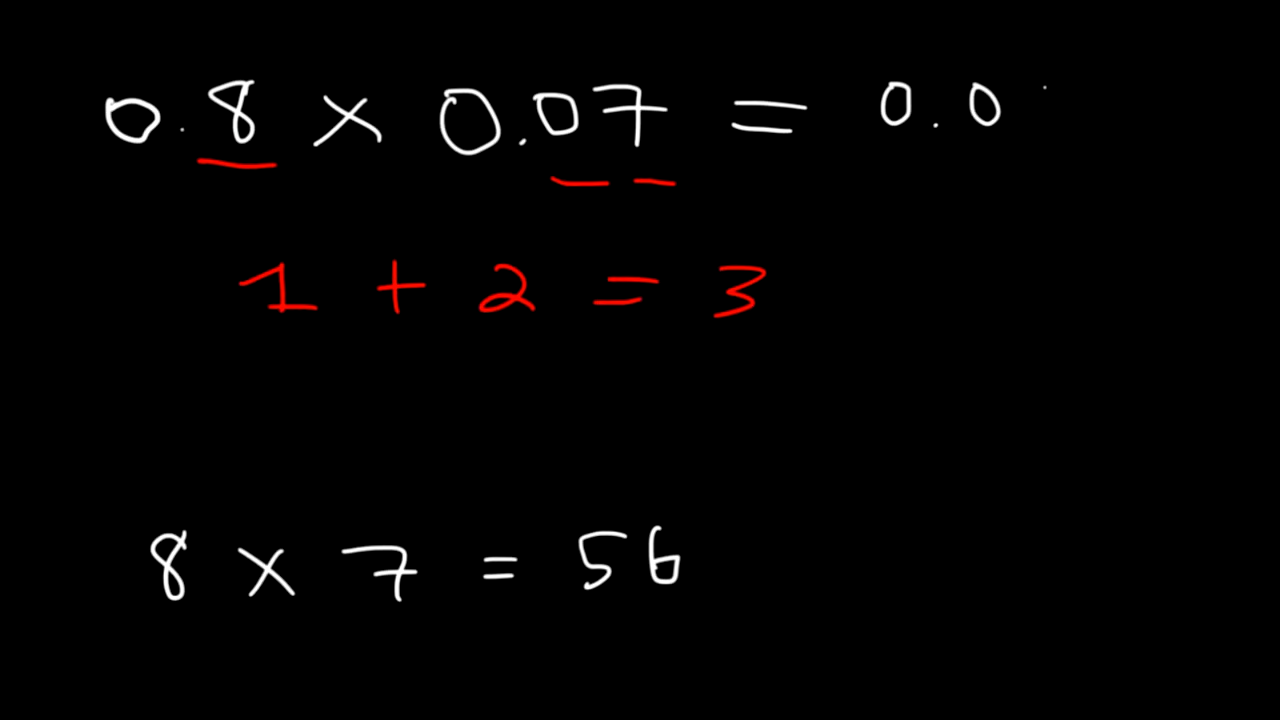 0.8 × 0.07 = 0.0
1 + 2 = 3
8 × 7 = 56